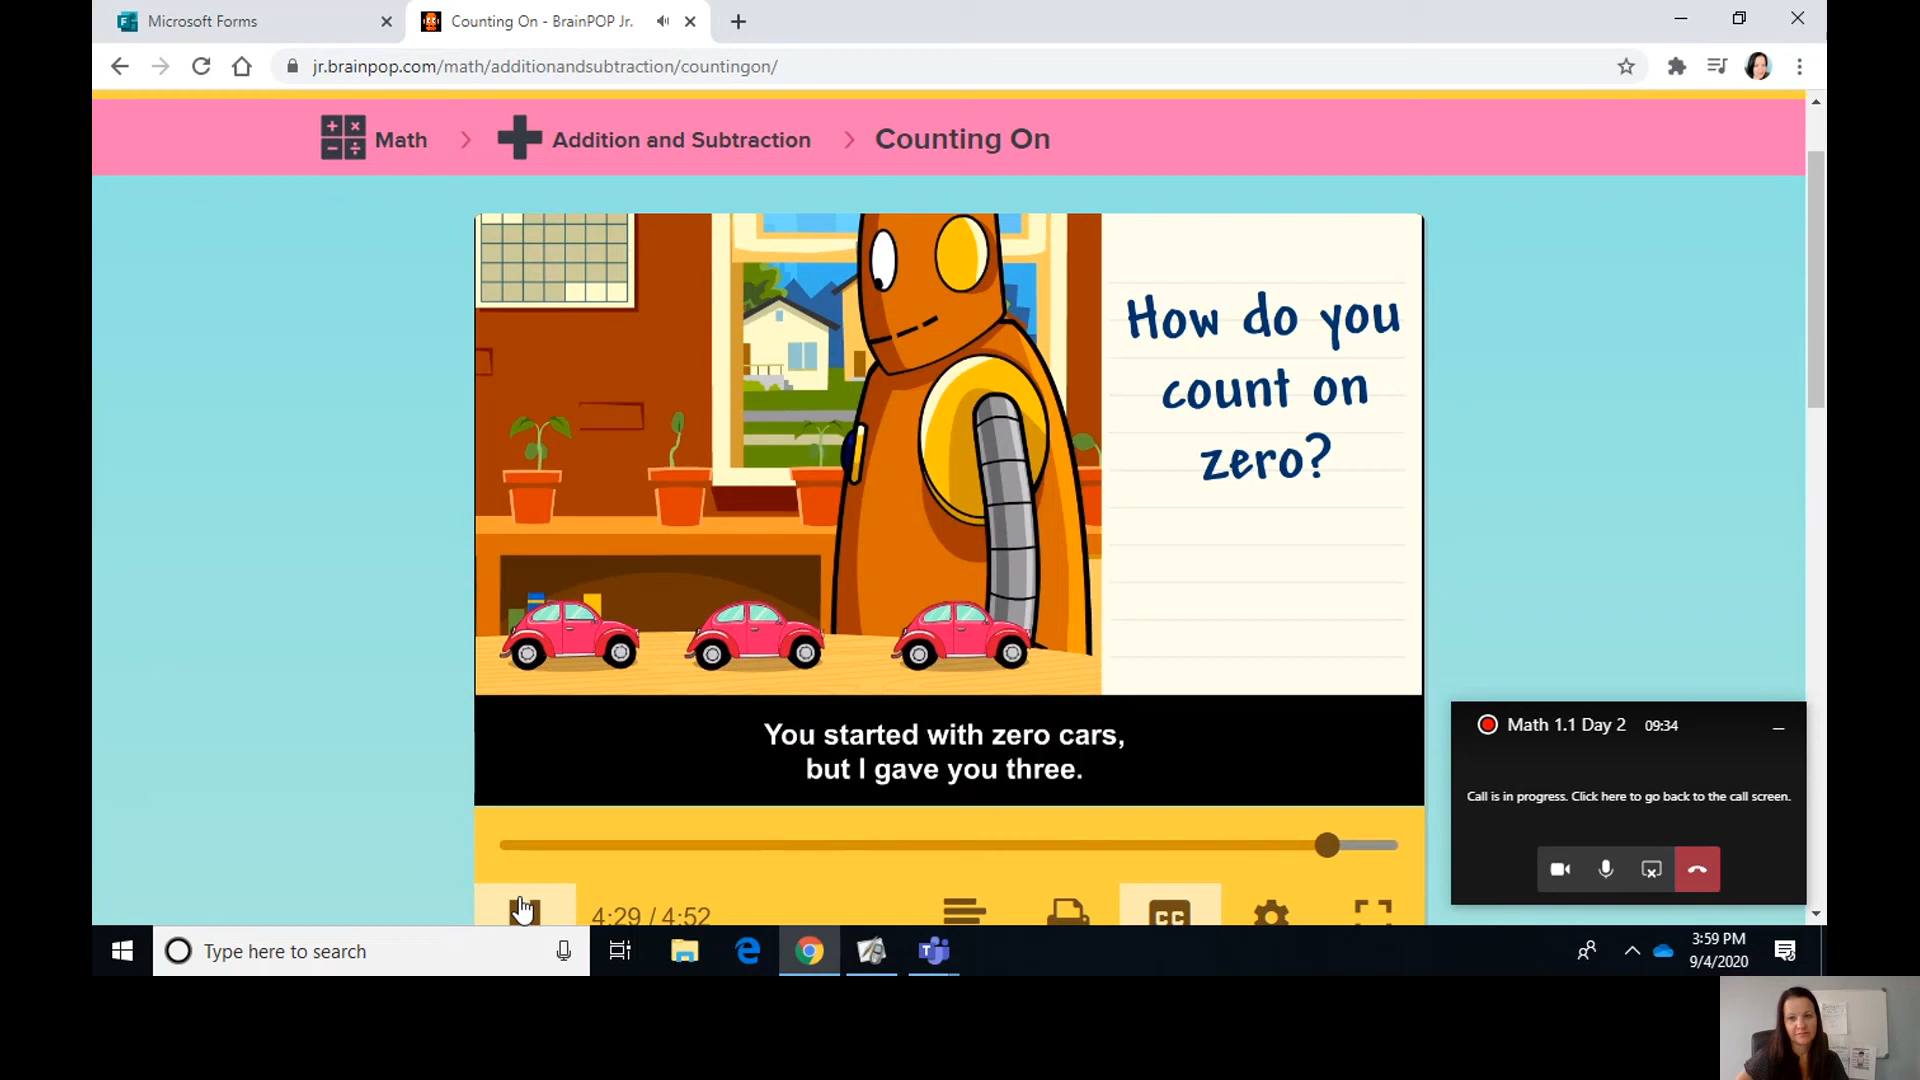 Microsoft Forms
Counting On - BrainPOP Jr.
jr.brainpop.com/math/additionandsubtraction/countingon/
Math
Addition and Subtraction
Counting On
How do you
count on
zero?
You started with zero cars,
but I gave you three.
Math 1.1 Day 2 09:34
Call is in progress. Click here to go back to the call screen.
4:29 / 4:52
CC
Type here to search
3:59 PM
9/4/2020